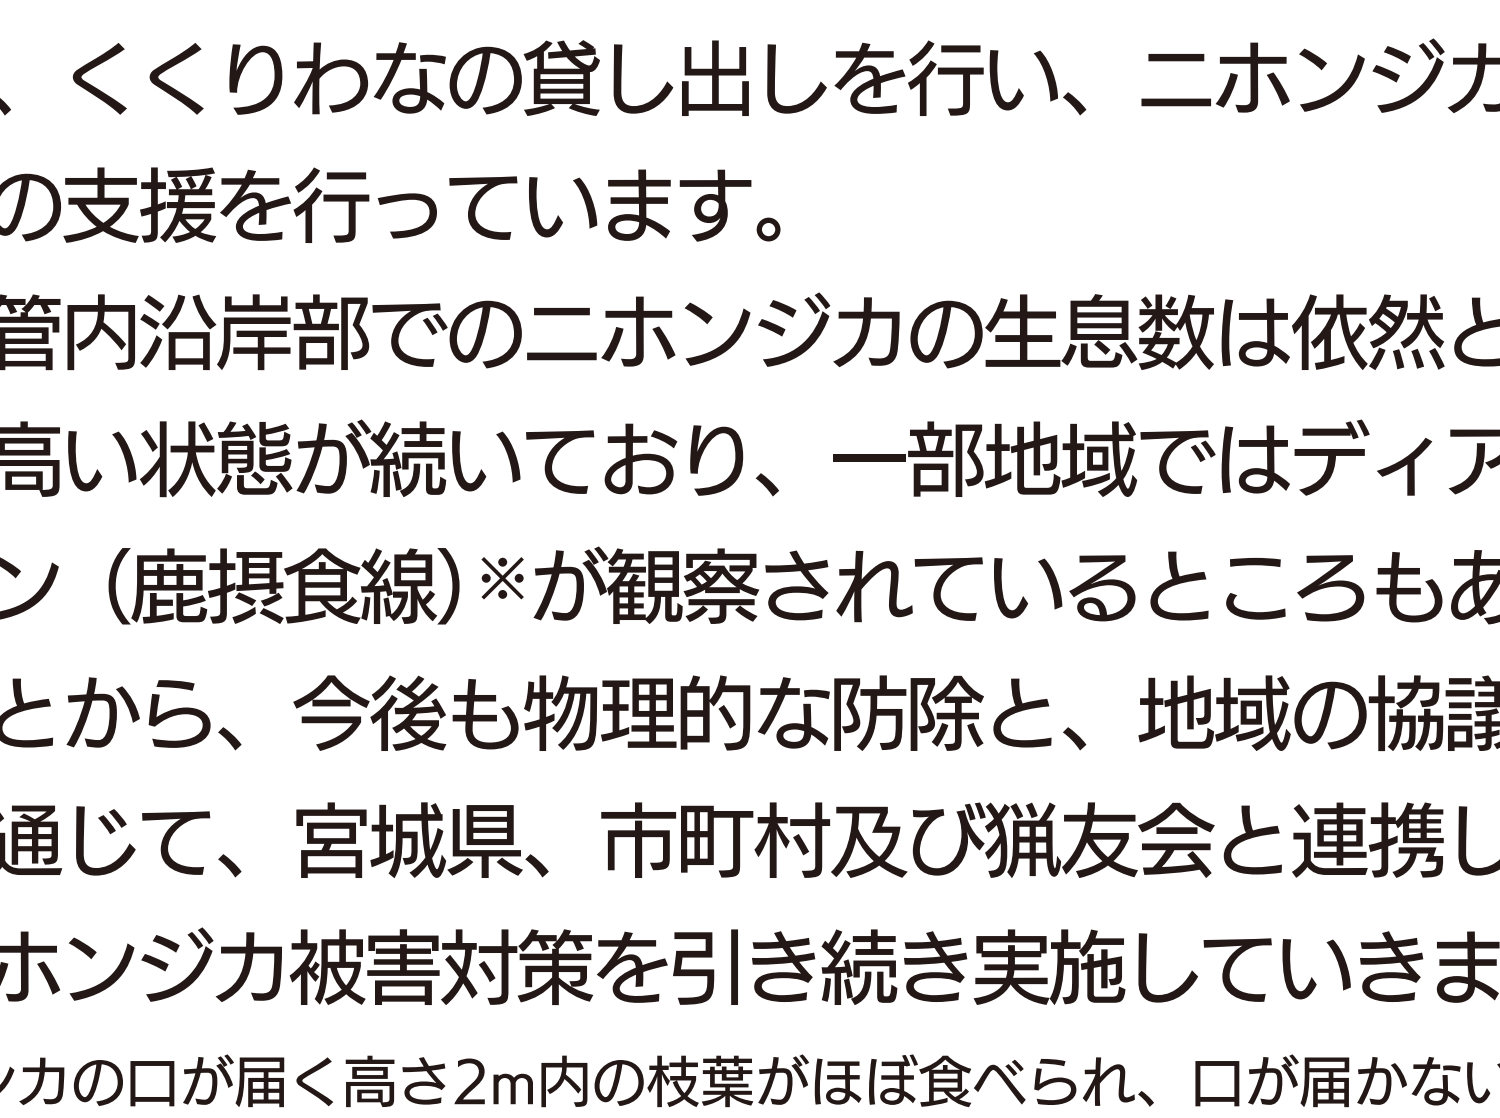 、くくりわなの貸し出しを行い、ニホンジカ
の支援を行っています。
管内沿岸部でのニホンジカの生息数は依然と
高い状態が続いており、一部地域ではディア
ン（鹿摂食線）※が観察されているところもあ
とから、今後も物理的な防除と、地域の協議
通じて、宮城県、市町村及び猟友会と連携し
ホンジカ被害対策を引き続き実施していきま
ンカの口が届く高さ2m内の枝葉がほぼ食べられ、口が届かない